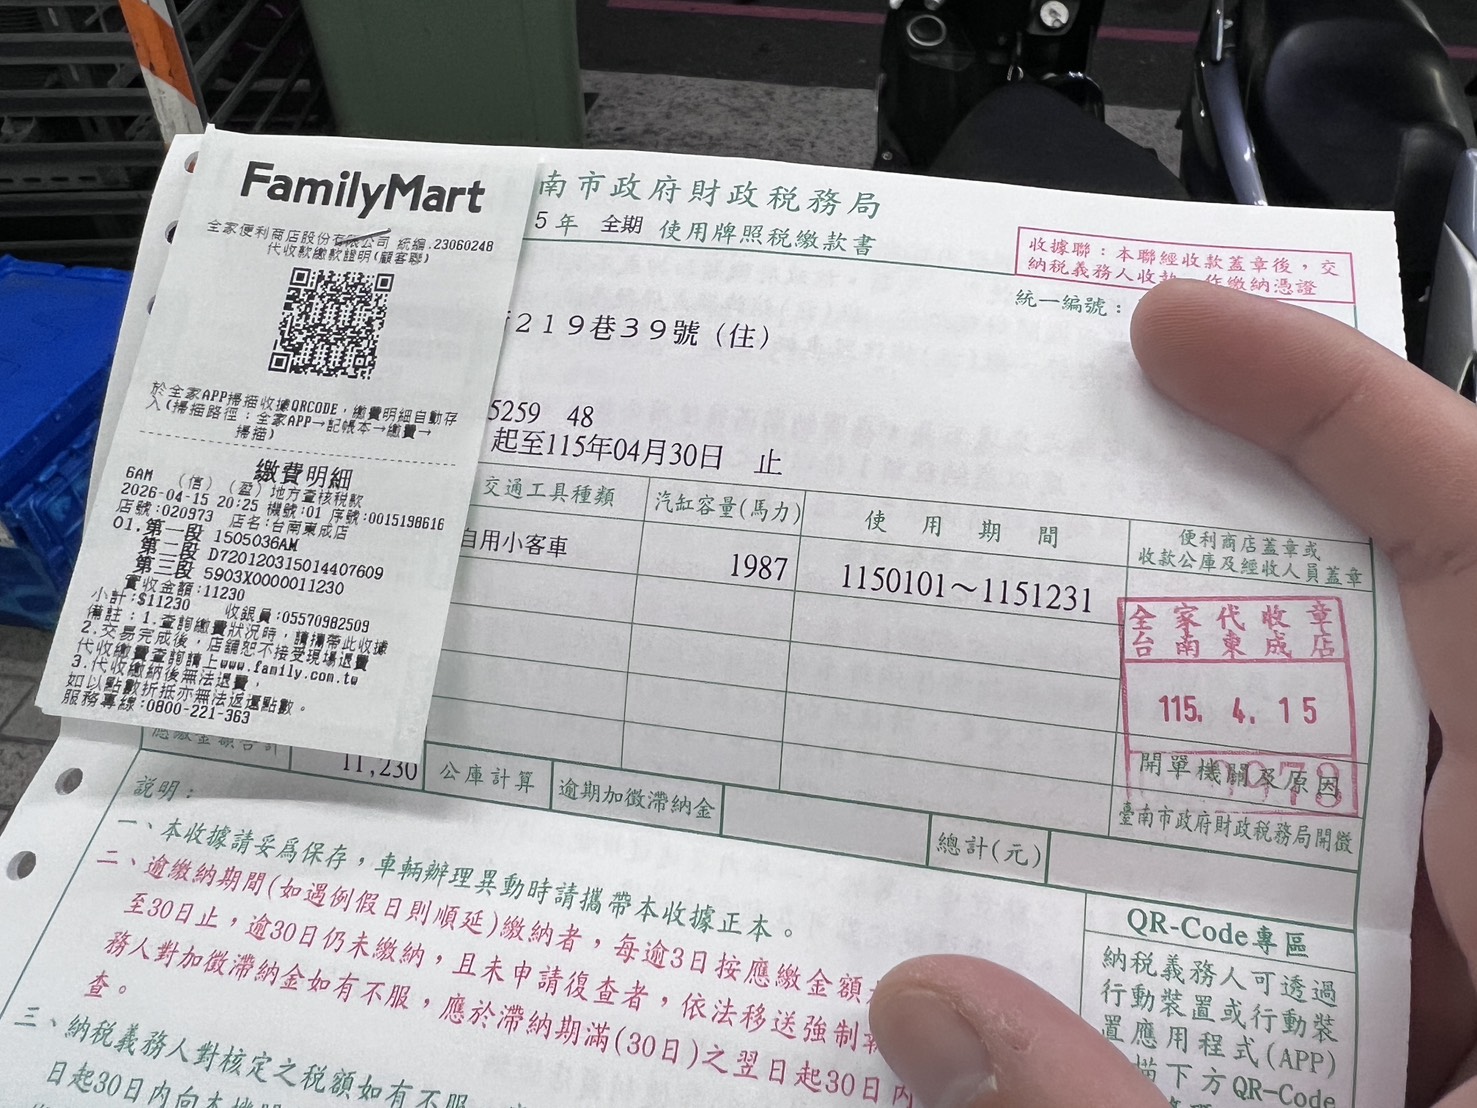 FamilyMart
全家便利商店股份有限公司 統編.23060248
代收款繳款證明(顧客聯)
於全家APP掃描收據QRCODE，繳費明細自動存
入(掃描路徑：全家APP→記帳本→繳費→
掃描)
繳費明細
6AM (信) (盈)地方查核稅款
2026-04-15 20:25 機號:01 序號:0015198616
店號:020973 店名:台南東成店
01.第一段 1505036AM
第二段 D72012031501440​7609
第三段 5903X0000011230
實收金額:11230
小計:$11230 收銀員:05570982509
備註:1.查詢繳費狀況時，請攜帶此收據
2.交易完成後，店舖恕不接受現場退費
代收繳費查詢請上www.family.com.tw
3.代收繳納後無法退費，
如以點數折抵亦無法返還點數。
服務專線:0800-221-363
南市政府財政稅務局
5年 全期 使用牌照稅繳款書
收據聯：本聯經收款蓋章後，交
納稅義務人收執 作繳納憑證
統一編號：
219巷39號（住）
5259 48
起至115年04月30日 止
交通工具種類 汽缸容量(馬力) 使用期間 便利商店蓋章或
收款公庫及經收人員蓋章
自用小客車 1987 1150101～1151231
全家代收章
台南東成店
115. 4. 15
開單機關及原因
臺南市政府財政稅務局開徵
應繳金額合計 11,230 公庫計算 逾期加徵滯納金 總計(元)
說明：
一、本收據請妥為保存，車輛辦理異動時請攜帶本收據正本。
二、逾繳納期間(如遇例假日則順延)繳納者，每逾3日按應繳金額
至30日止，逾30日仍未繳納，且未申請復查者，依法移送強制
務人對加徵滯納金如有不服，應於滯納期滿(30日)之翌日起30日內
查。
三、納稅義務人對核定之稅額如有不服
日起30日內向本機
QR-Code專區
納稅義務人可透過
行動裝置或行動裝
置應用程式(APP)
下方QR-Code